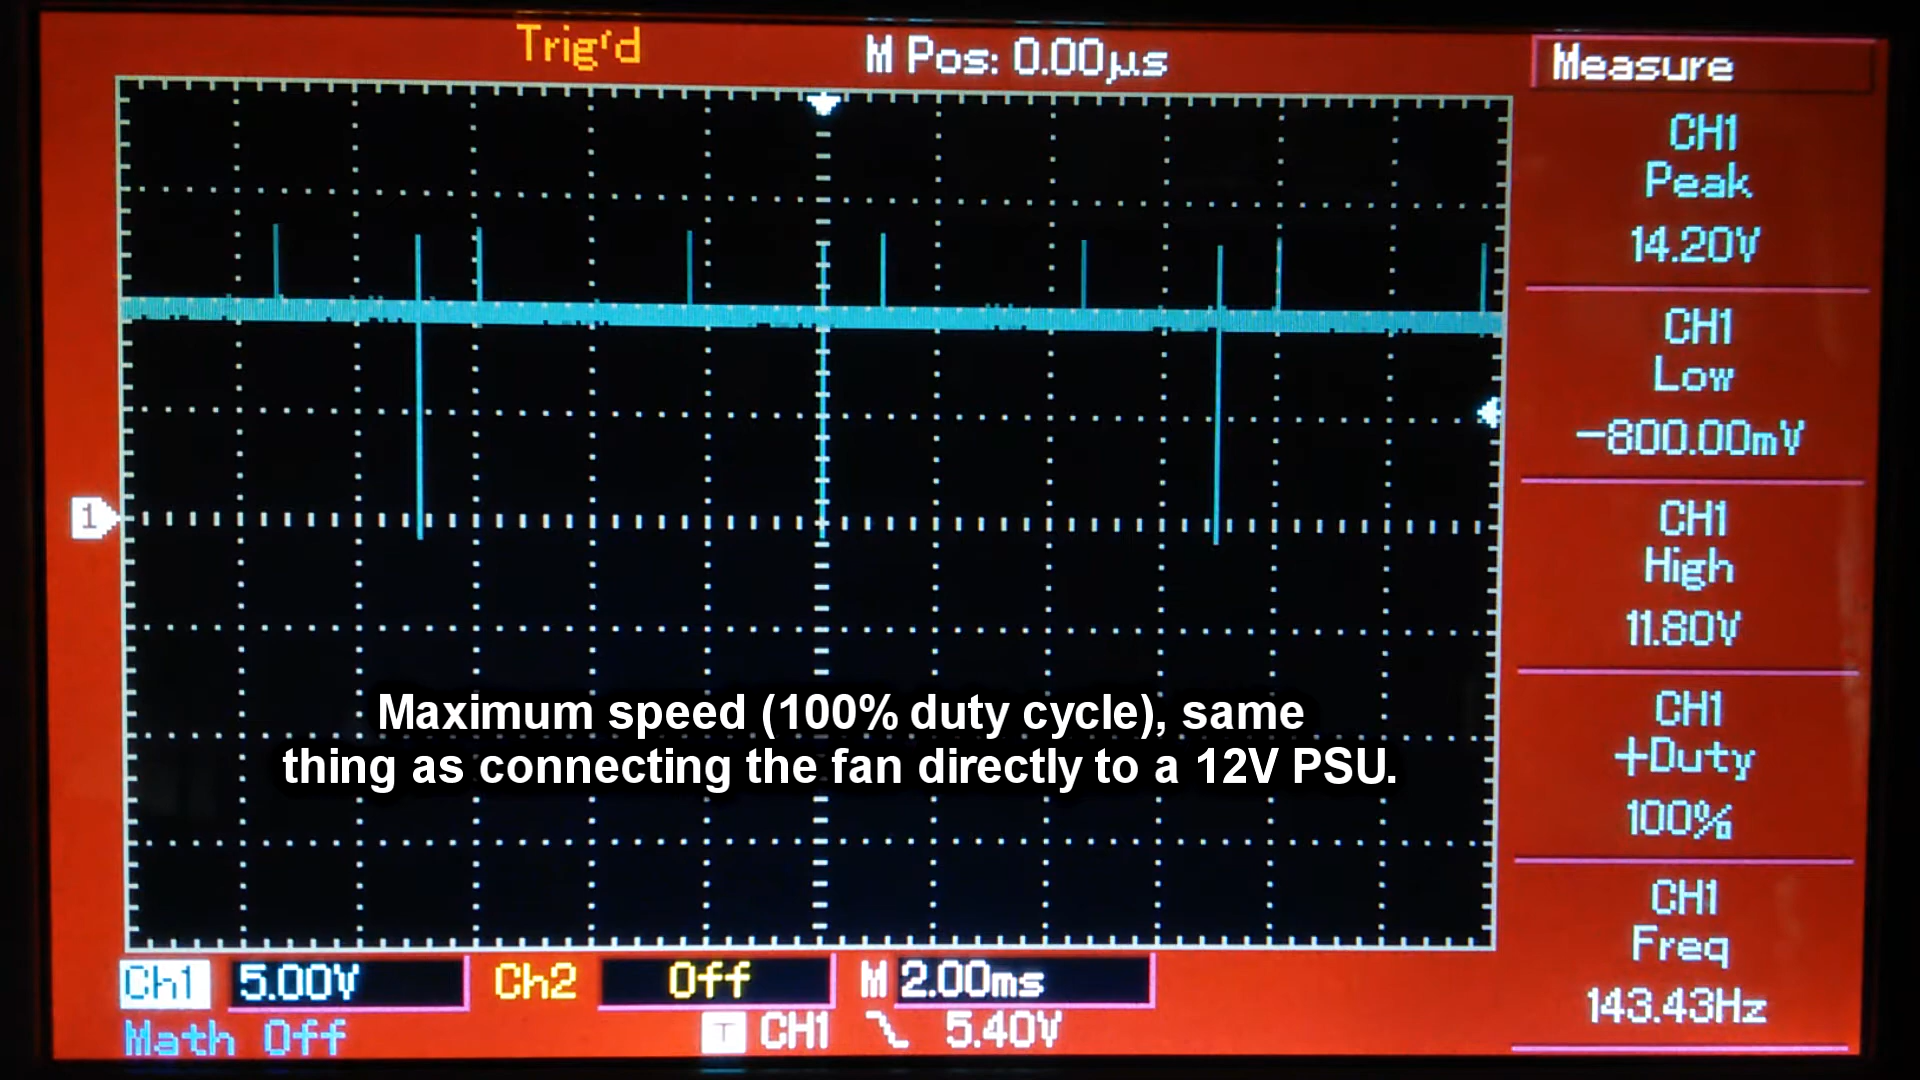 Trig'd
M Pos: 0.00µs
Measure
CH1
Peak
14.20V
CH1
Low
-800.00mV
CH1
High
11.80V
CH1
+Duty
100%
CH1
Freq
143.43Hz
1
Maximum speed (100% duty cycle), same
thing as connecting the fan directly to a 12V PSU.
Ch1 5.00V Ch2 Off M 2.00ms
Math Off T CH1 5.40V